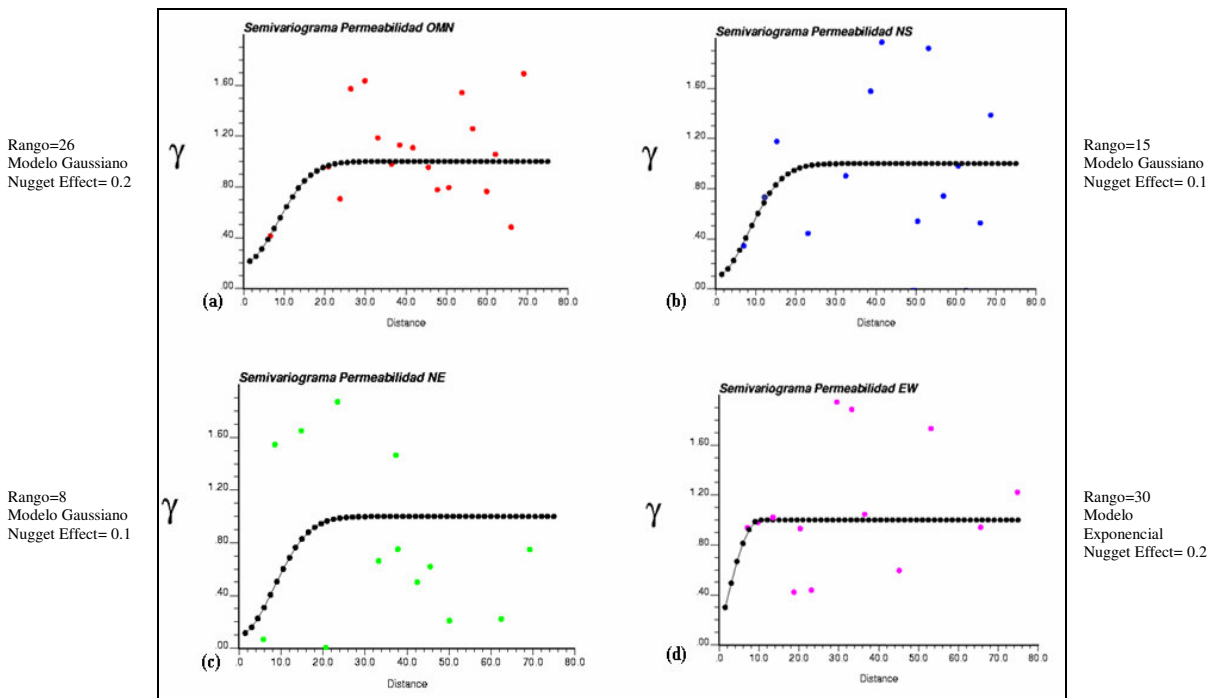 Semivariograma Permeabilidad OMN
1.60
1.20
.80
.40
.00
γ
(a)
.0 10.0 20.0 30.0 40.0 50.0 60.0 70.0 80.0
Distance
Rango=26
Modelo Gaussiano
Nugget Effect= 0.2
Semivariograma Permeabilidad NS
1.60
1.20
.80
.40
.00
γ
(b)
.0 10.0 20.0 30.0 40.0 50.0 60.0 70.0 80.0
Distance
Rango=15
Modelo Gaussiano
Nugget Effect= 0.1
Semivariograma Permeabilidad NE
1.60
1.20
.80
.40
.00
γ
(c)
.0 10.0 20.0 30.0 40.0 50.0 60.0 70.0 80.0
Distance
Rango=8
Modelo Gaussiano
Nugget Effect= 0.1
Semivariograma Permeabilidad EW
1.60
1.20
.80
.40
.00
γ
(d)
.0 10.0 20.0 30.0 40.0 50.0 60.0 70.0 80.0
Distance
Rango=30
Modelo
Exponencial
Nugget Effect= 0.2